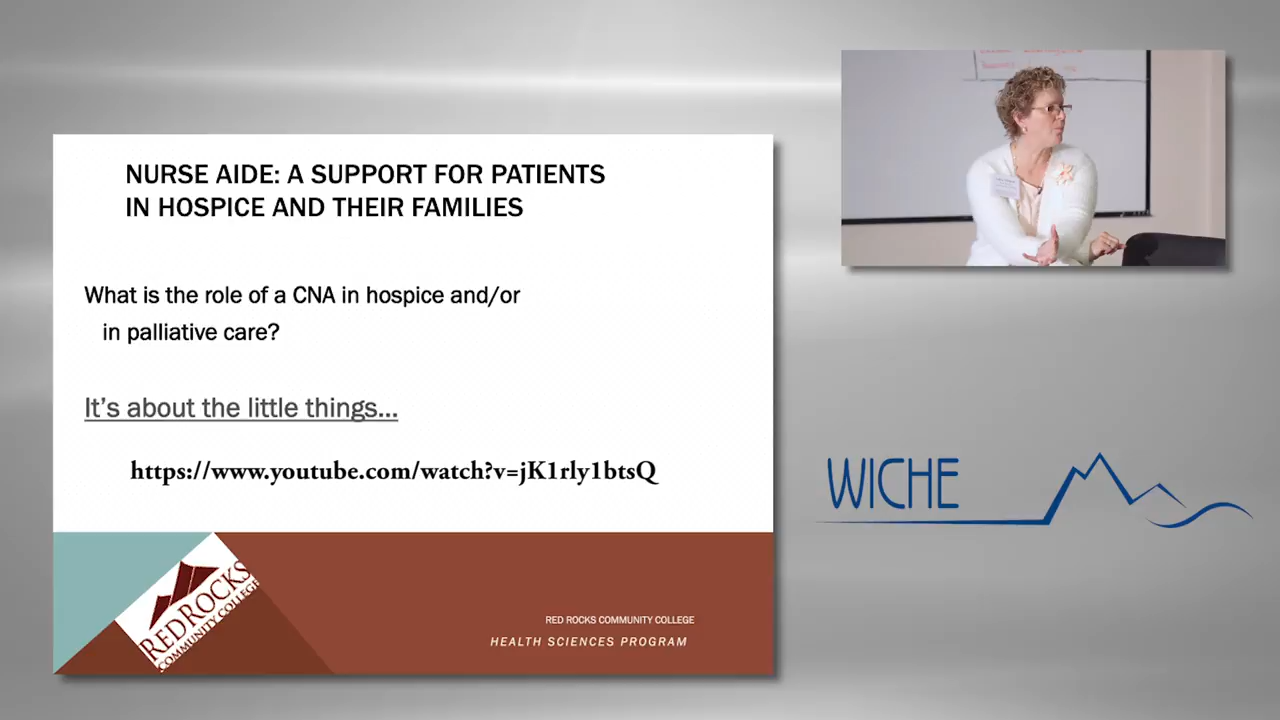 NURSE AIDE: A SUPPORT FOR PATIENTS
IN HOSPICE AND THEIR FAMILIES
What is the role of a CNA in hospice and/or
in palliative care?
It's about the little things...
https://www.youtube.com/watch?v=jK1rly1btsQ
RED ROCKS
COMMUNITY COLLEGE
RED ROCKS COMMUNITY COLLEGE
HEALTH SCIENCES PROGRAM
WICHE